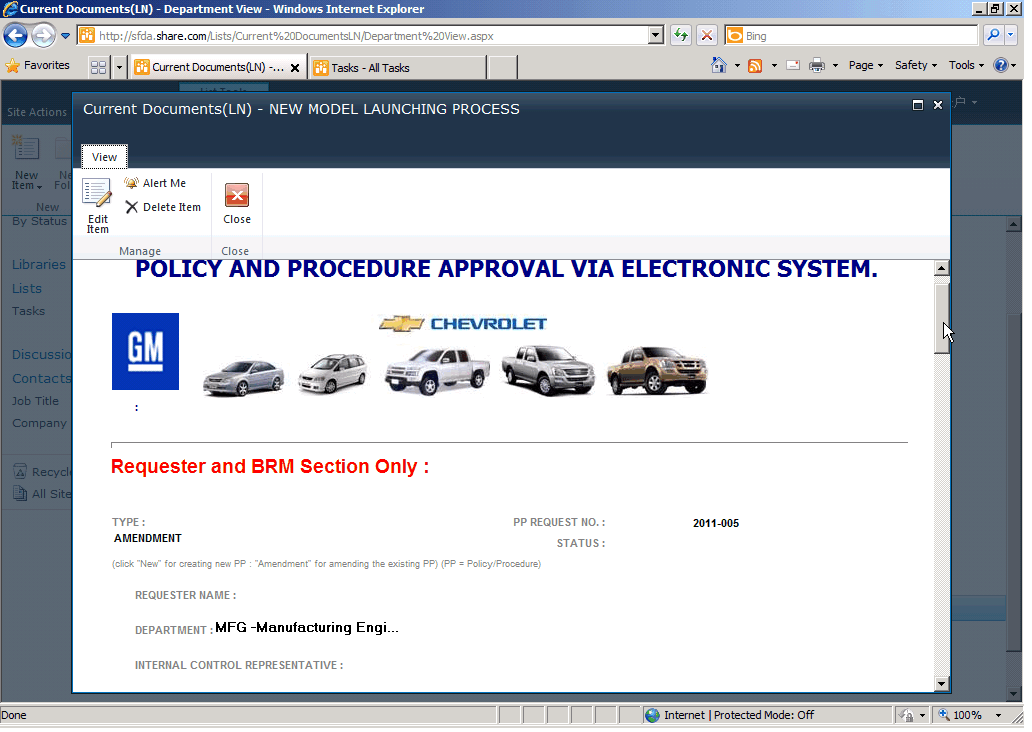 Current Documents(LN) - Department View - Windows Internet Explorer
http://sfda.share.com/Lists/Current%20DocumentsLN/Department%20View.aspx
Bing
Favorites
Current Documents(LN) -...
Tasks - All Tasks
Page
Safety
Tools
Site Actions
Current Documents(LN) - NEW MODEL LAUNCHING PROCESS
View
New
Item
New
By Status
Libraries
Lists
Tasks
Discussio
Contacts
Job Title
Company
Recycle
All Site
Edit
Item
Alert Me
Delete Item
Manage
Close
Close
POLICY AND PROCEDURE APPROVAL VIA ELECTRONIC SYSTEM.
GM
CHEVROLET
:
Requester and BRM Section Only :
TYPE :
AMENDMENT
PP REQUEST NO. :
2011-005
STATUS :
(click "New" for creating new PP : "Amendment" for amending the existing PP) (PP = Policy/Procedure)
REQUESTER NAME :
DEPARTMENT : MFG -Manufacturing Engi...
INTERNAL CONTROL REPRESENTATIVE :
Done
Internet | Protected Mode: Off
100%